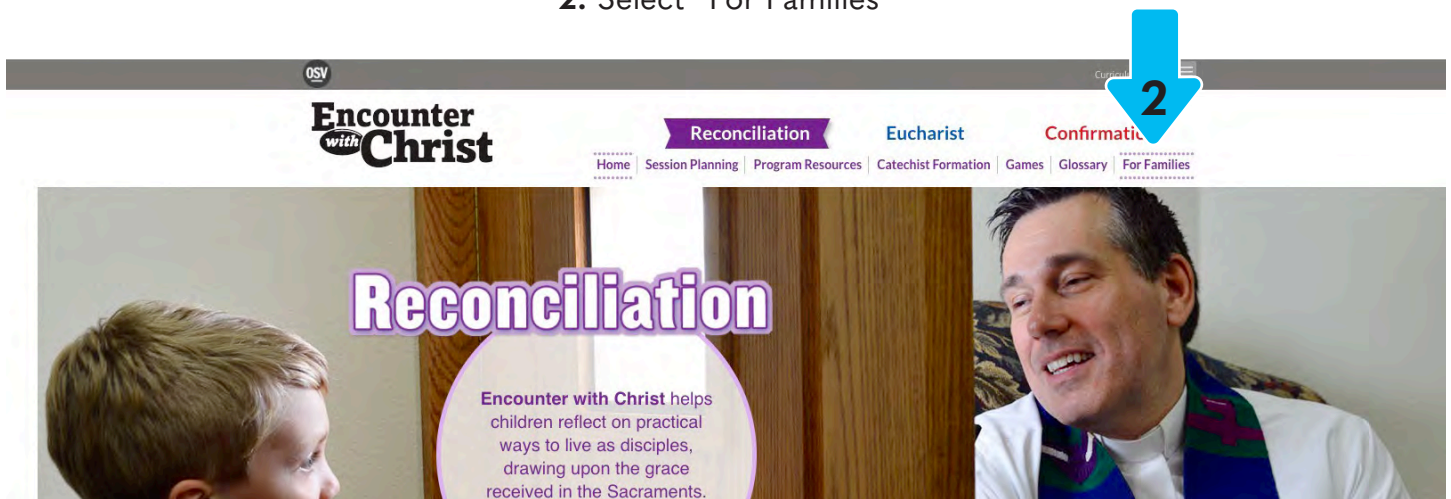 2. Select "For Families"
OSV
2
Encounter
with Christ
Reconciliation
Eucharist
Home
Session Planning
Program Resources
Catechist Formation
Games
Glossary
For Families
Reconciliation
Encounter with Christ helps
children reflect on practical
ways to live as disciples,
drawing upon the grace
received in the Sacraments.